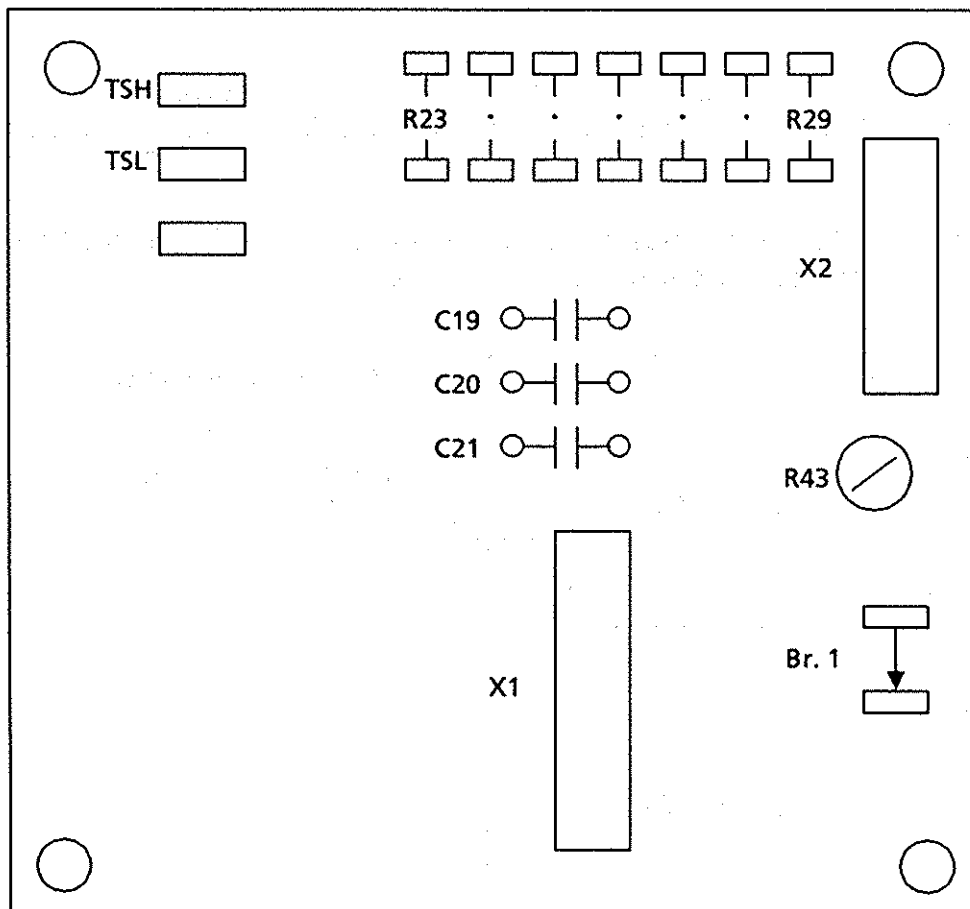 TSH
R23 . . . . . R29
TSL
X2
C19
C20
C21
R43
Br. 1
X1